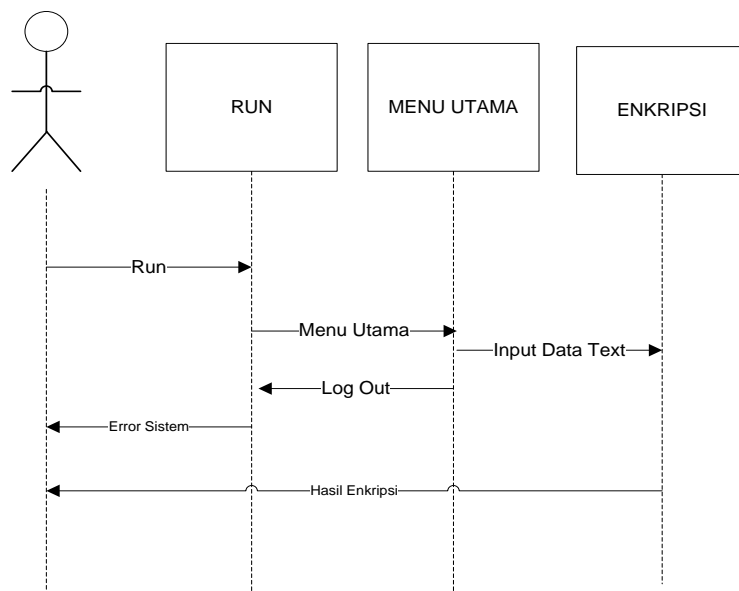 RUN
MENU UTAMA
ENKRIPSI
Run
Menu Utama
Input Data Text
Log Out
Error Sistem
Hasil Enkripsi